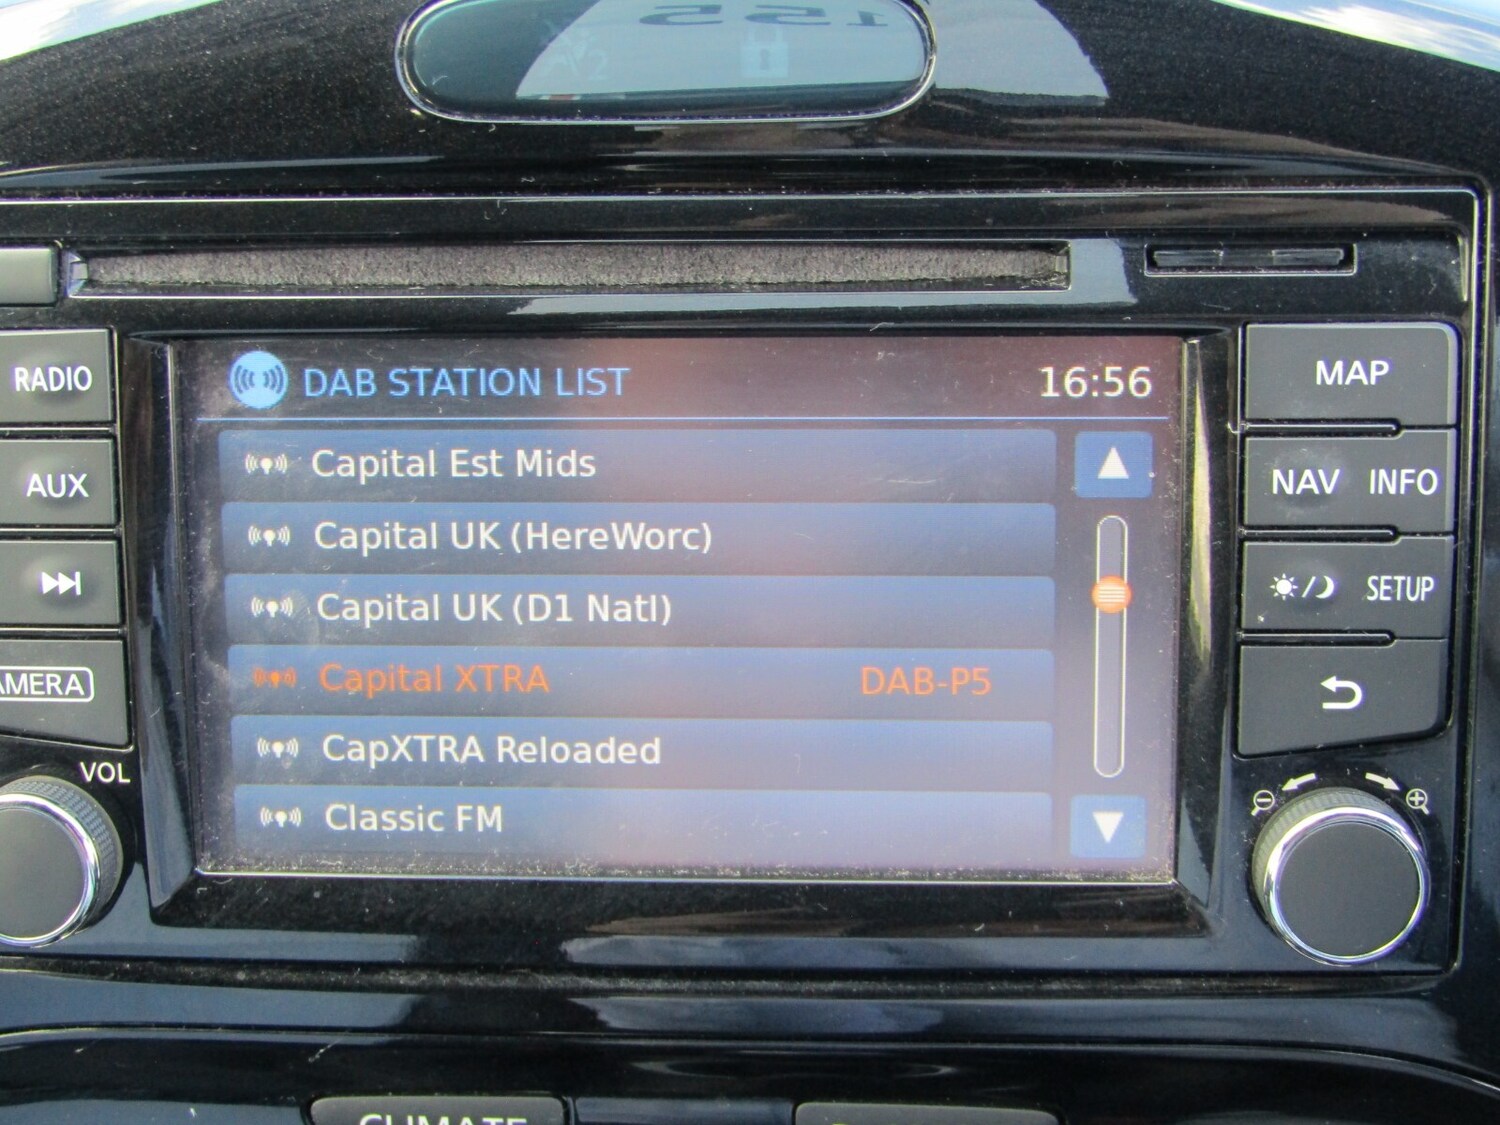 RADIO
AUX
AMERA
VOL
DAB STATION LIST 16:56
Capital Est Mids
Capital UK (HereWorc)
Capital UK (D1 Natl)
Capital XTRA DAB-P5
CapXTRA Reloaded
Classic FM
MAP
NAV INFO
SETUP
CLIMATE